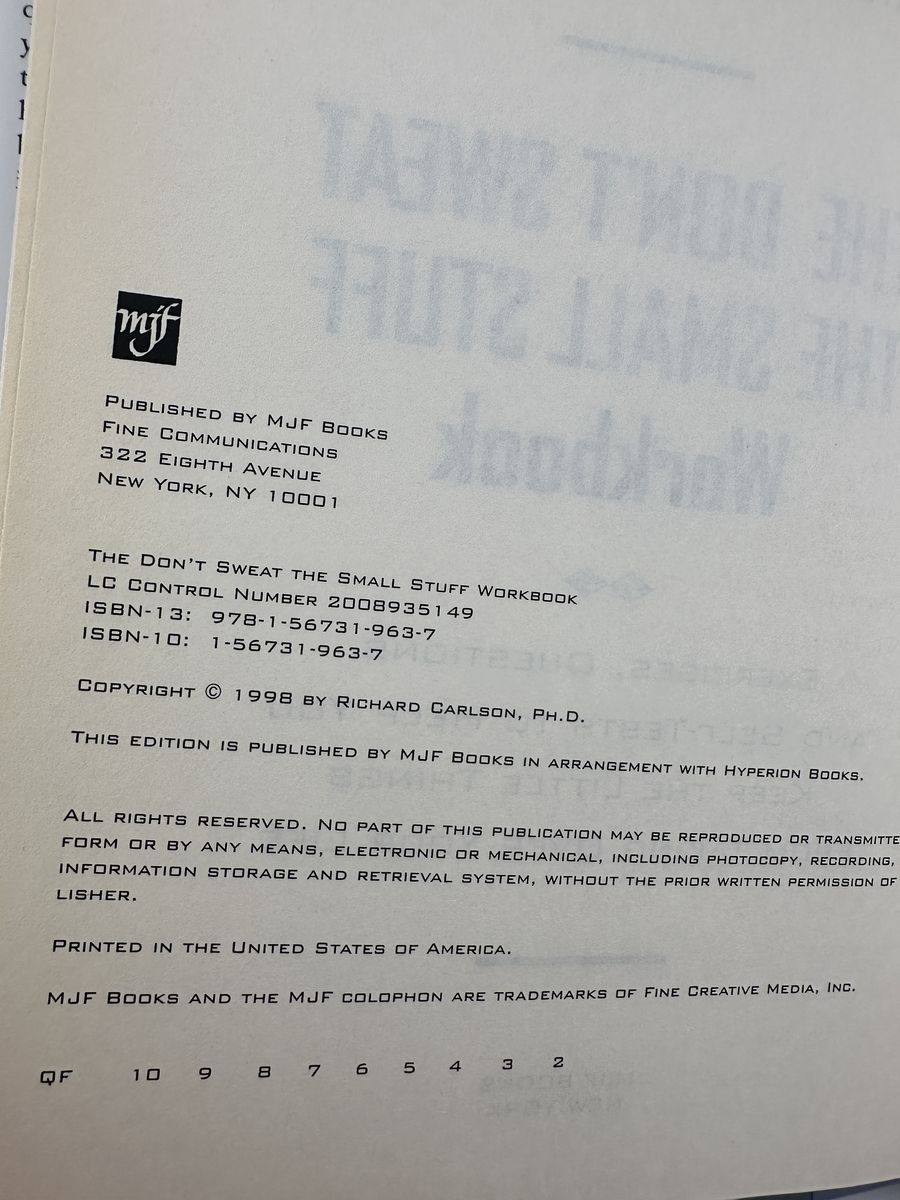 mjf
Published by MJF Books
Fine Communications
322 Eighth Avenue
New York, NY 10001
The Don't Sweat the Small Stuff Workbook
LC Control Number 2008935149
ISBN-13: 978-1-56731-963-7
ISBN-10: 1-56731-963-7
Copyright © 1998 by Richard Carlson, Ph.D.
This edition is published by MJF Books in arrangement with Hyperion Books.
All rights reserved. No part of this publication may be reproduced or transmitte
form or by any means, electronic or mechanical, including photocopy, recording,
information storage and retrieval system, without the prior written permission of
lisher.
Printed in the United States of America.
MJF Books and the MJF colophon are trademarks of Fine Creative Media, Inc.
QF 10 9 8 7 6 5 4 3 2